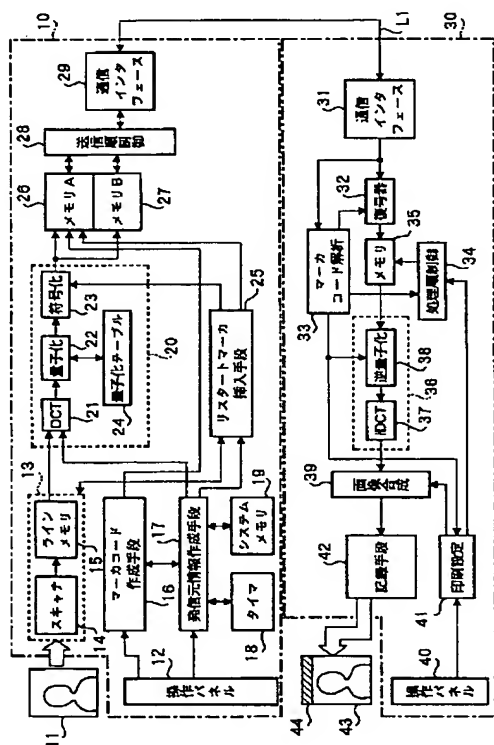 10
11
12
操作パネル
13
スキャナ
14
ライン
メモリ
15
マーカコード
作成手段
16
発信元情報作成手段
17
タイマ
18
システムメモリ
19
20
DCT
21
量子化
22
符号化
23
量子化テーブル
24
リスタートマーカ
挿入手段
25
メモリA
26
メモリB
27
送信順制御
28
通信
インタ
フェース
29
L1
30
通信
インタ
フェース
31
復号器
32
マーカ
コード解析
33
処理順制御
34
メモリ
35
36
IDCT
37
逆量子化
38
画像合成
39
操作パネル
40
印刷設定
41
記録手段
42
43
44